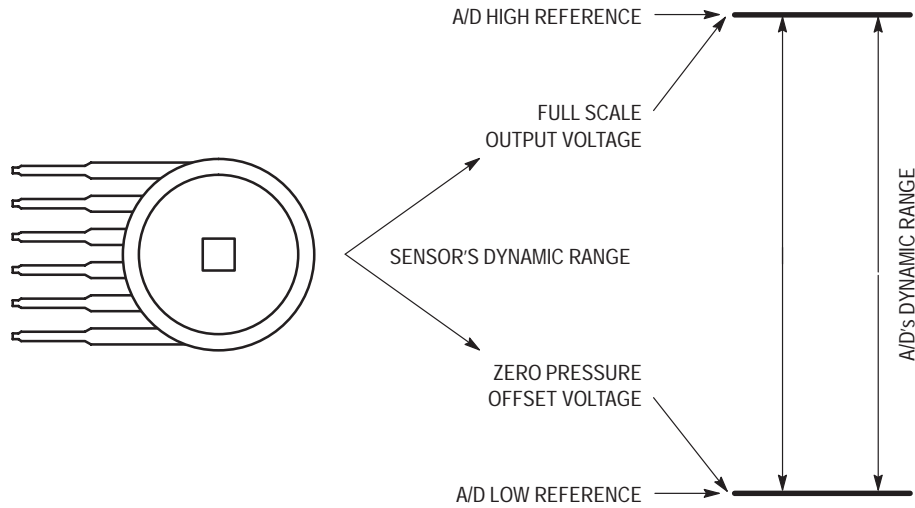 A/D HIGH REFERENCE
FULL SCALE
OUTPUT VOLTAGE
SENSOR'S DYNAMIC RANGE
ZERO PRESSURE
OFFSET VOLTAGE
A/D LOW REFERENCE
A/D's DYNAMIC RANGE